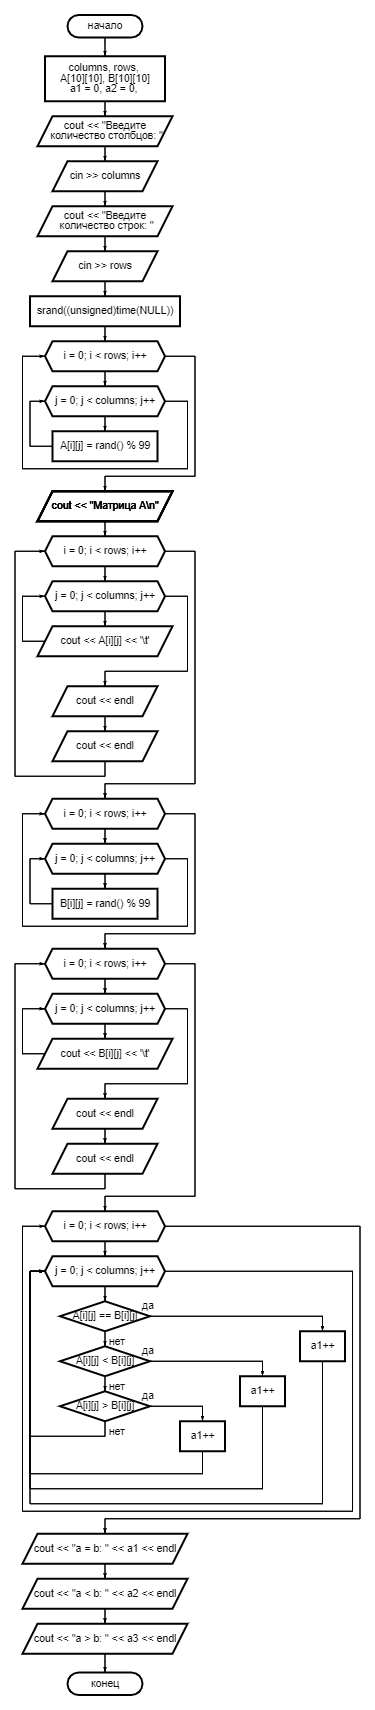 начало
columns, rows,
A[10][10], B[10][10]
a1 = 0, a2 = 0,
cout << "Введите
количество столбцов: "
cin >> columns
cout << "Введите
количество строк: "
cin >> rows
srand((unsigned)time(NULL))
i = 0; i < rows; i++
j = 0; j < columns; j++
A[i][j] = rand() % 99
cout << "Матрица A\n"
i = 0; i < rows; i++
j = 0; j < columns; j++
cout << A[i][j] << '\t'
cout << endl
cout << endl
i = 0; i < rows; i++
j = 0; j < columns; j++
B[i][j] = rand() % 99
i = 0; i < rows; i++
j = 0; j < columns; j++
cout << B[i][j] << '\t'
cout << endl
cout << endl
i = 0; i < rows; i++
j = 0; j < columns; j++
A[i][j] == B[i][j]
да
a1++
нет
A[i][j] < B[i][j]
да
a1++
нет
A[i][j] > B[i][j]
да
a1++
нет
cout << "a = b: " << a1 << endl
cout << "a < b: " << a2 << endl
cout << "a > b: " << a3 << endl
конец